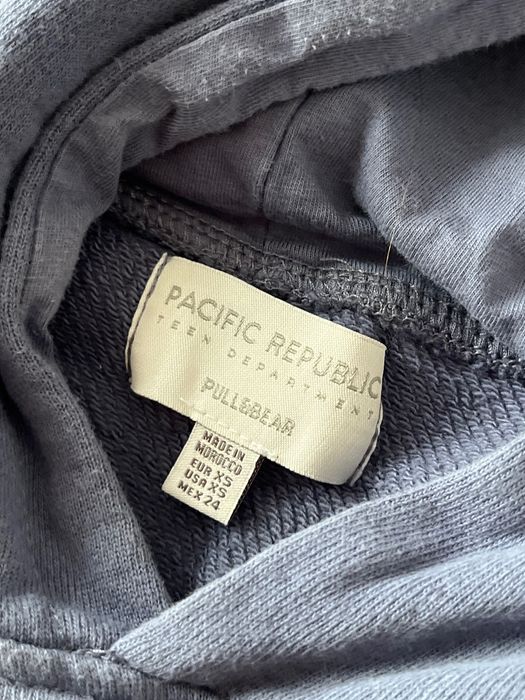 PACIFIC REPUBLIC
TEEN DEPARTMENT
PULL&BEAR
MADE IN
MOROCCO
EUR XS
USA XS
MEX 24